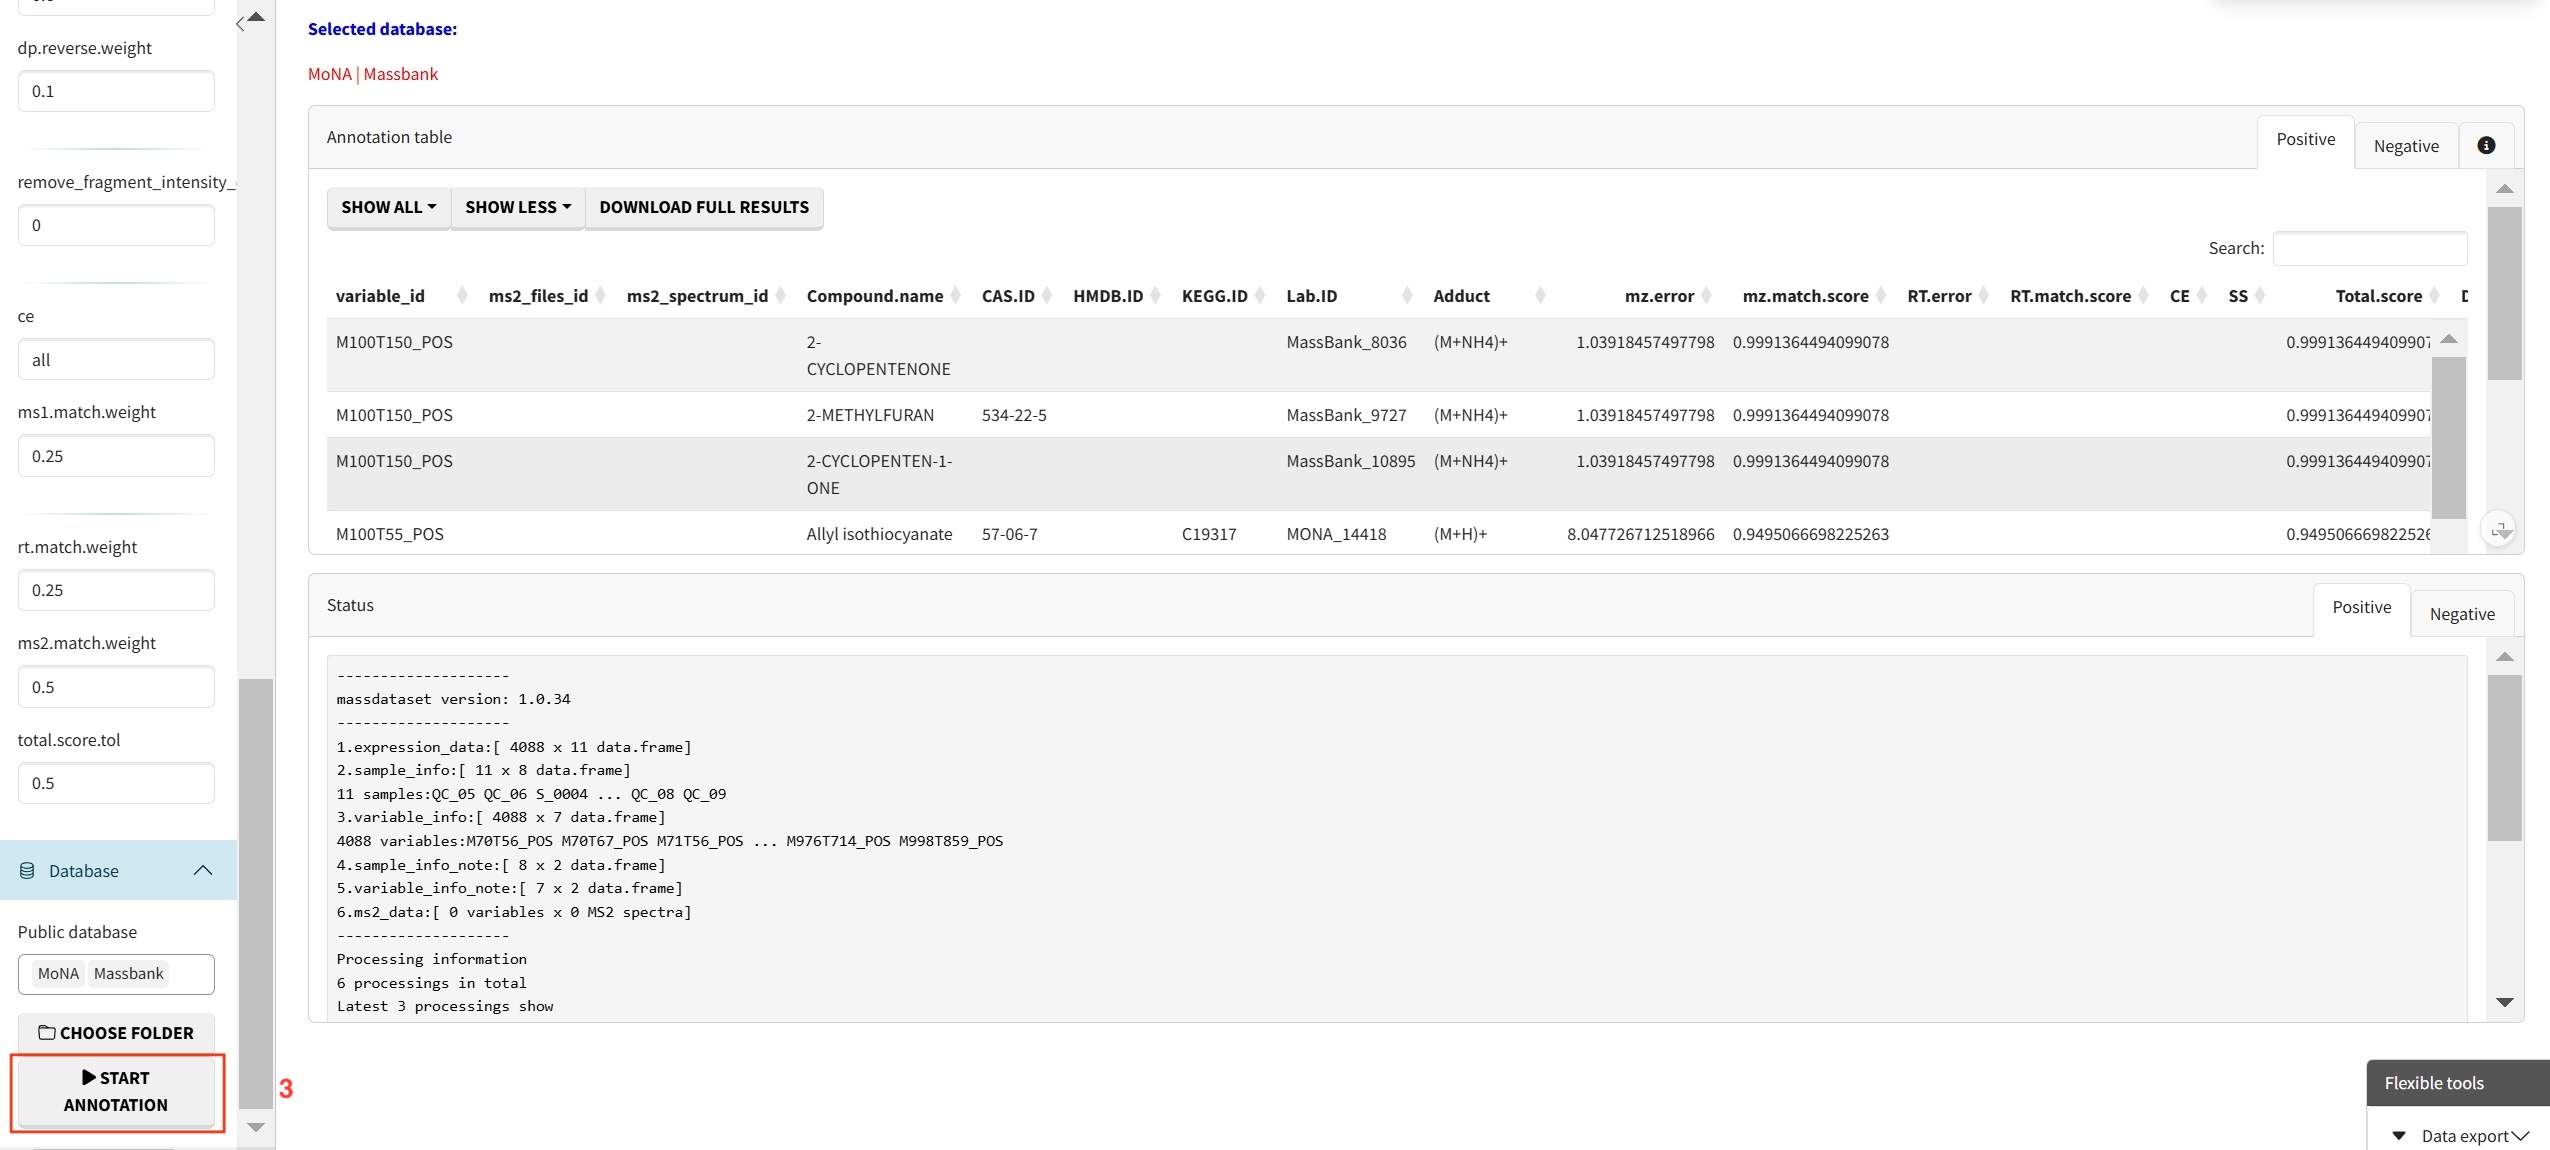 dp.reverse.weight
0.1
remove_fragment_intensity_
0
ce
all
ms1.match.weight
0.25
rt.match.weight
0.25
ms2.match.weight
0.5
total.score.tol
0.5
Database
Public database
MoNA Massbank
CHOOSE FOLDER
START
ANNOTATION
3
Selected database:
MoNA | Massbank
Annotation table
Positive Negative
SHOW ALL SHOW LESS DOWNLOAD FULL RESULTS
Search:
variable_id ms2_files_id ms2_spectrum_id Compound.name CAS.ID HMDB.ID KEGG.ID Lab.ID Adduct mz.error mz.match.score RT.error RT.match.score CE SS Total.score
M100T150_POS 2- MassBank_8036 (M+NH4)+ 1.03918457497798 0.9991364494099078 0.999136449409907
CYCLOPENTENONE
M100T150_POS 2-METHYLFURAN 534-22-5 MassBank_9727 (M+NH4)+ 1.03918457497798 0.9991364494099078 0.999136449409907
M100T150_POS 2-CYCLOPENTEN-1- MassBank_10895 (M+NH4)+ 1.03918457497798 0.9991364494099078 0.999136449409907
ONE
M100T55_POS Allyl isothiocyanate 57-06-7 C19317 MONA_14418 (M+H)+ 8.047726712518966 0.9495066698225263 0.949506669822526
Status
Positive Negative
--------------------
massdataset version: 1.0.34
--------------------
1.expression_data:[ 4088 x 11 data.frame]
2.sample_info:[ 11 x 8 data.frame]
11 samples:QC_05 QC_06 S_0004 ... QC_08 QC_09
3.variable_info:[ 4088 x 7 data.frame]
4088 variables:M70T56_POS M70T67_POS M71T56_POS ... M976T714_POS M998T859_POS
4.sample_info_note:[ 8 x 2 data.frame]
5.variable_info_note:[ 7 x 2 data.frame]
6.ms2_data:[ 0 variables x 0 MS2 spectra]
--------------------
Processing information
6 processings in total
Latest 3 processings show
Flexible tools
Data export